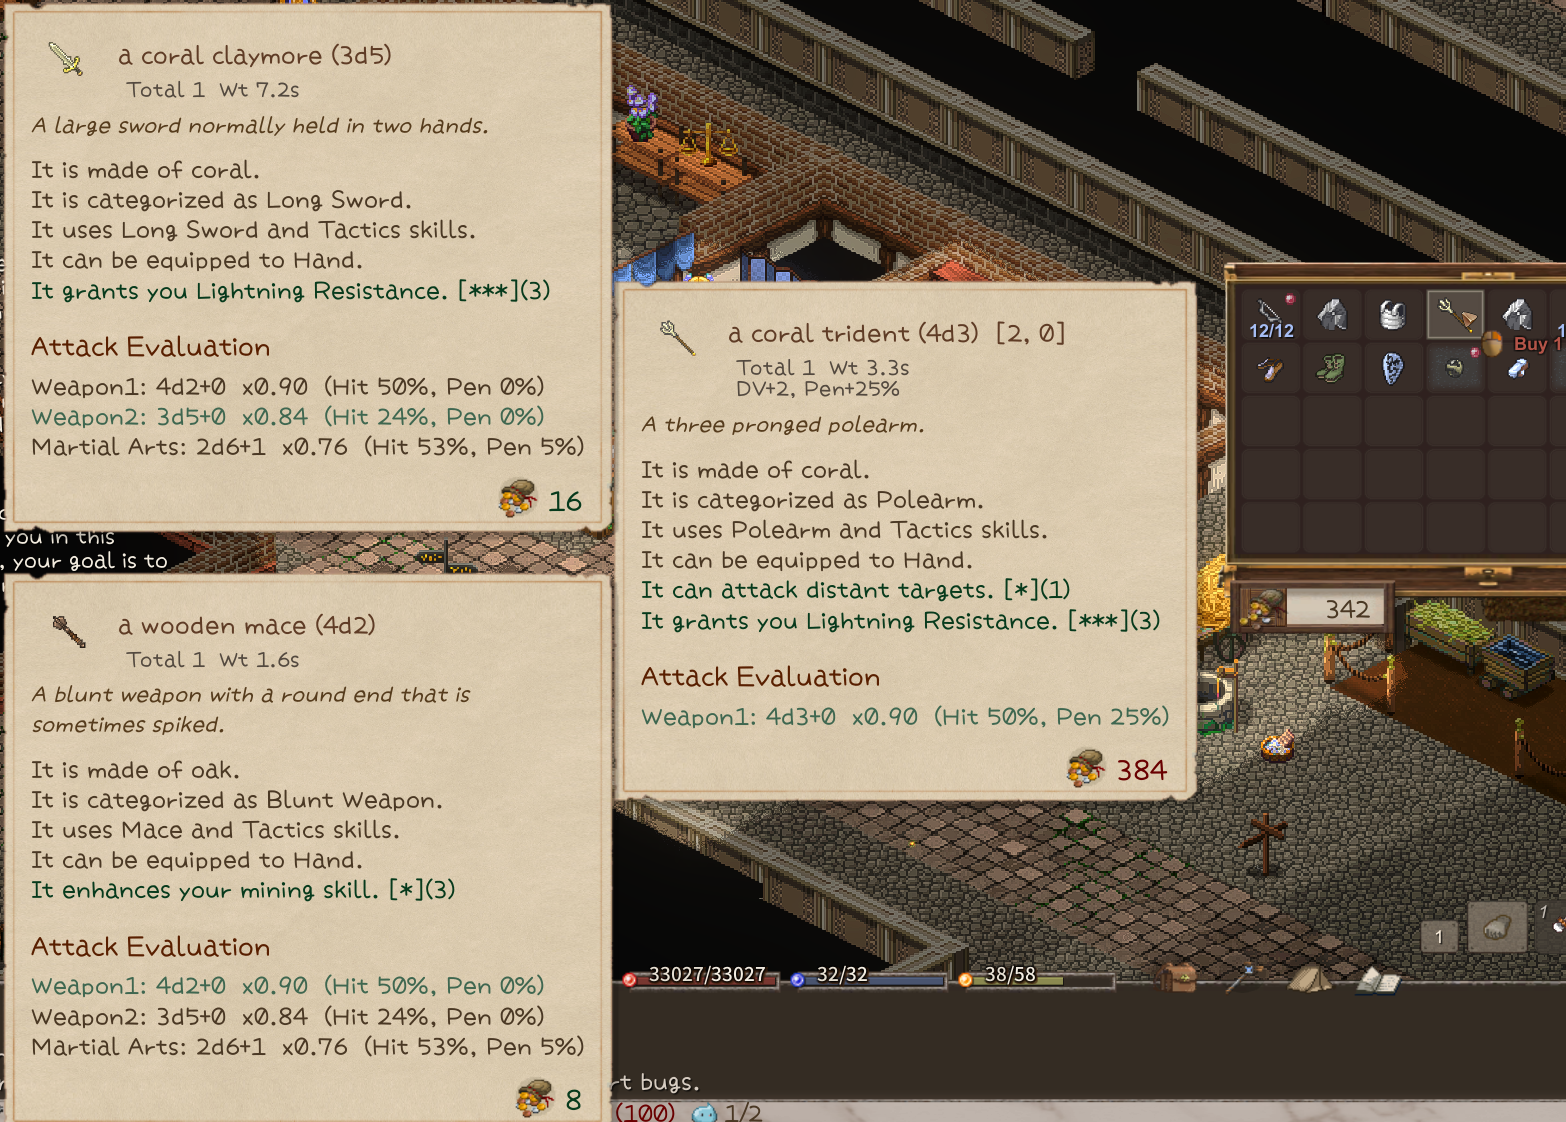 a coral claymore (3d5)
Total 1 Wt 7.2s
A large sword normally held in two hands.
It is made of coral.
It is categorized as Long Sword.
It uses Long Sword and Tactics skills.
It can be equipped to Hand.
It grants you Lightning Resistance. [***](3)
Attack Evaluation
Weapon1: 4d2+0 x0.90 (Hit 50%, Pen 0%)
Weapon2: 3d5+0 x0.84 (Hit 24%, Pen 0%)
Martial Arts: 2d6+1 x0.76 (Hit 53%, Pen 5%)
16
you in this
, your goal is to
a wooden mace (4d2)
Total 1 Wt 1.6s
A blunt weapon with a round end that is
sometimes spiked.
It is made of oak.
It is categorized as Blunt Weapon.
It uses Mace and Tactics skills.
It can be equipped to Hand.
It enhances your mining skill. [*](3)
Attack Evaluation
Weapon1: 4d2+0 x0.90 (Hit 50%, Pen 0%)
Weapon2: 3d5+0 x0.84 (Hit 24%, Pen 0%)
Martial Arts: 2d6+1 x0.76 (Hit 53%, Pen 5%)
8
a coral trident (4d3) [2, 0]
Total 1 Wt 3.3s
DV+2, Pen+25%
A three pronged polearm.
It is made of coral.
It is categorized as Polearm.
It uses Polearm and Tactics skills.
It can be equipped to Hand.
It can attack distant targets. [*](1)
It grants you Lightning Resistance. [***](3)
Attack Evaluation
Weapon1: 4d3+0 x0.90 (Hit 50%, Pen 25%)
384
12/12
1
Buy 1
342
1
1
33027/33027 32/32 38/58
rt bugs.
(100) 1/2